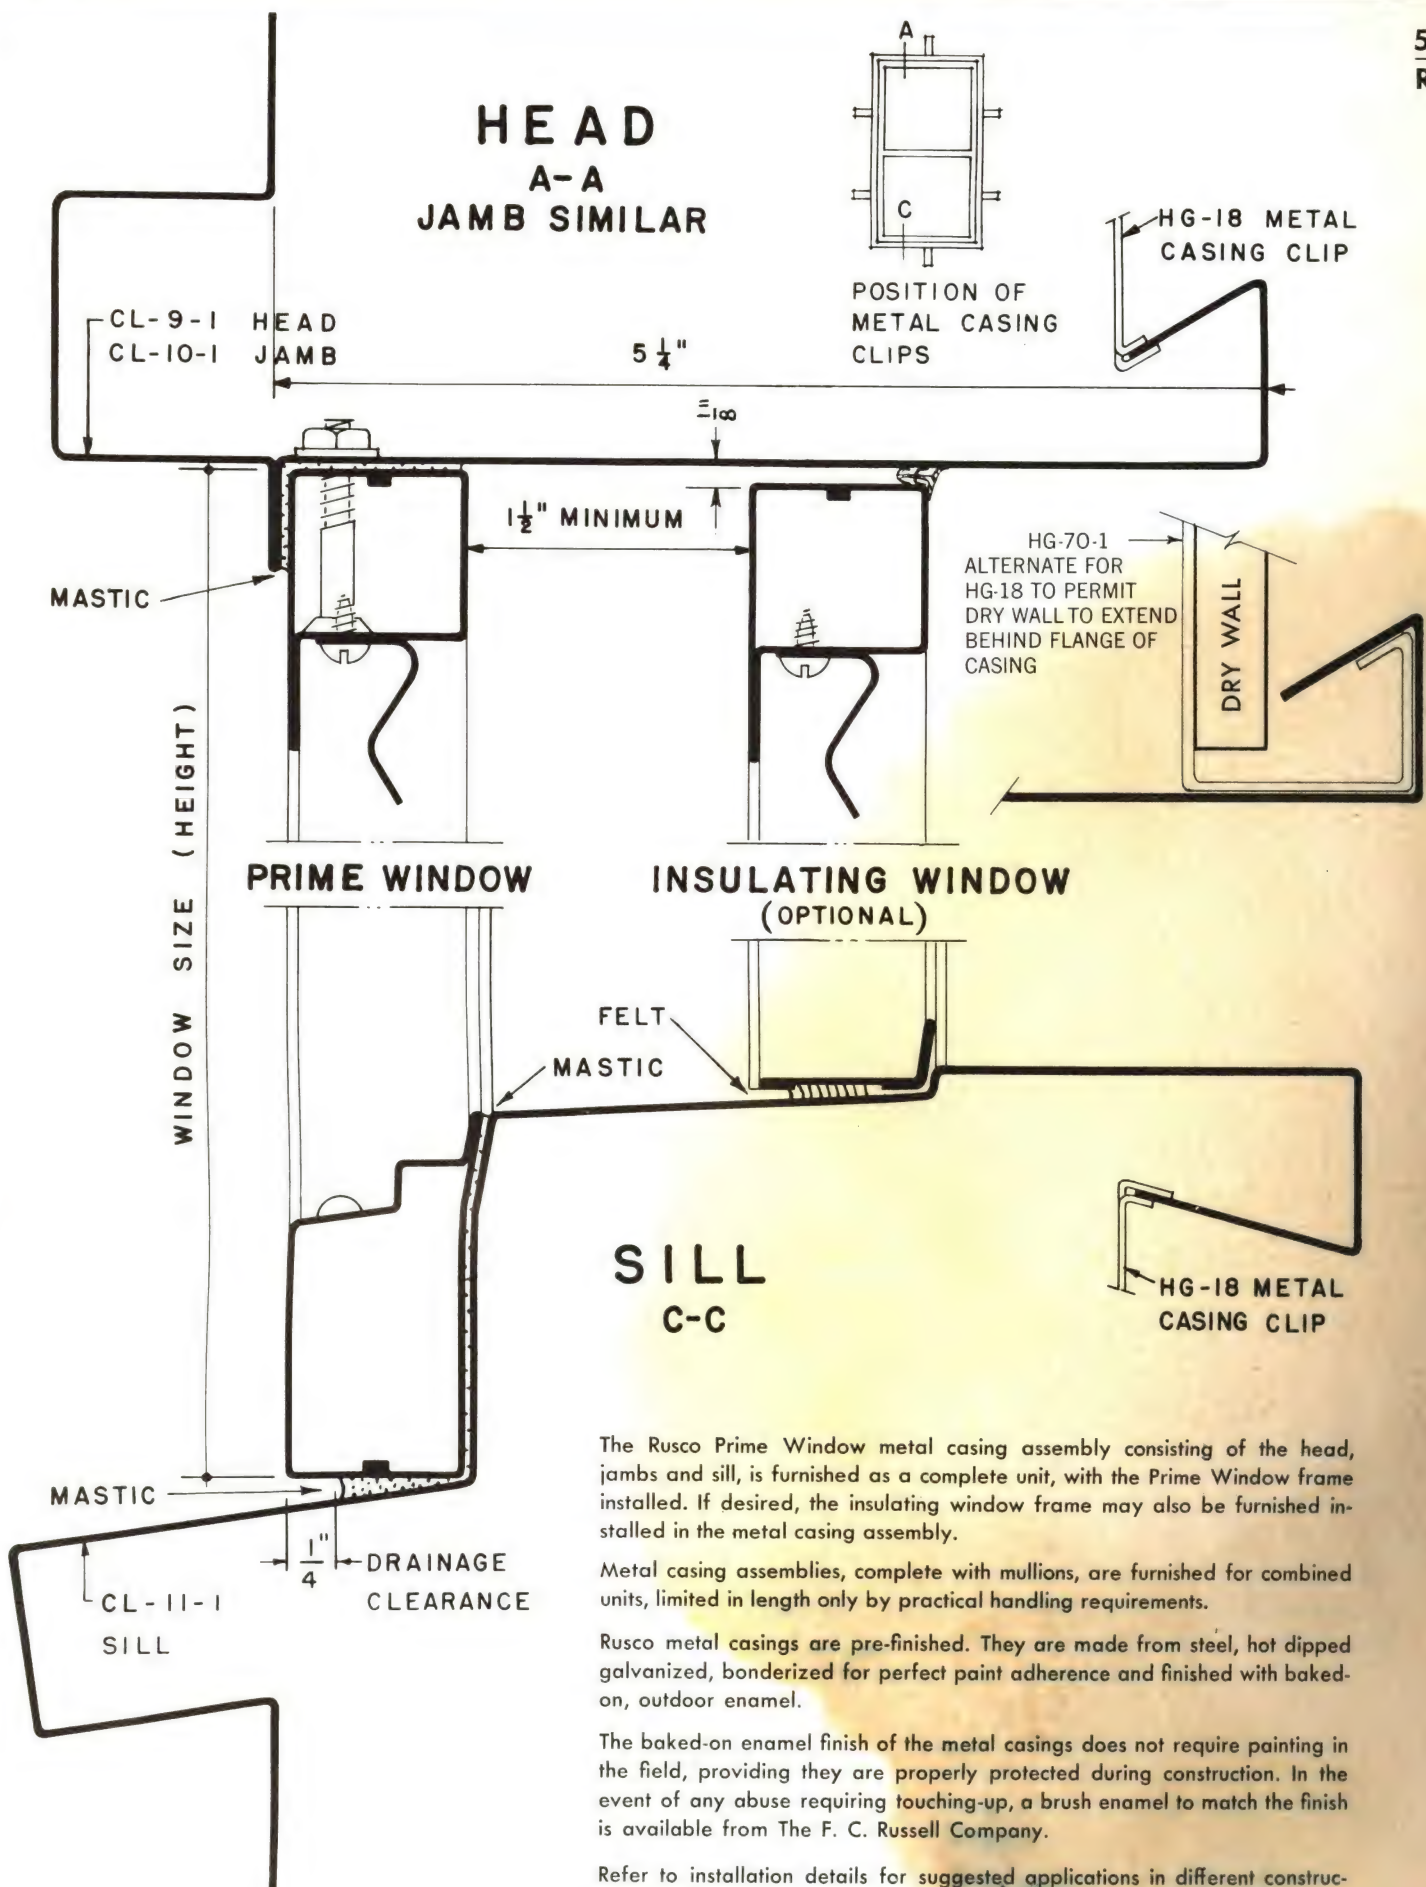 5
R
A
HEAD
A-A
JAMB SIMILAR
C
POSITION OF
METAL CASING
CLIPS
HG-18 METAL
CASING CLIP
CL-9-1 HEAD
CL-10-1 JAMB
5 1/4"
1/8"
1 1/2" MINIMUM
MASTIC
HG-70-1
ALTERNATE FOR
HG-18 TO PERMIT
DRY WALL TO EXTEND
BEHIND FLANGE OF
CASING
DRY WALL
WINDOW SIZE (HEIGHT)
PRIME WINDOW
INSULATING WINDOW
(OPTIONAL)
FELT
MASTIC
SILL
C-C
HG-18 METAL
CASING CLIP
MASTIC
1/4"
DRAINAGE
CLEARANCE
CL-11-1
SILL
The Rusco Prime Window metal casing assembly consisting of the head,
jambs and sill, is furnished as a complete unit, with the Prime Window frame
installed. If desired, the insulating window frame may also be furnished in-
stalled in the metal casing assembly.
Metal casing assemblies, complete with mullions, are furnished for combined
units, limited in length only by practical handling requirements.
Rusco metal casings are pre-finished. They are made from steel, hot dipped
galvanized, bonderized for perfect paint adherence and finished with baked-
on, outdoor enamel.
The baked-on enamel finish of the metal casings does not require painting in
the field, providing they are properly protected during construction. In the
event of any abuse requiring touching-up, a brush enamel to match the finish
is available from The F. C. Russell Company.
Refer to installation details for suggested applications in different construc-